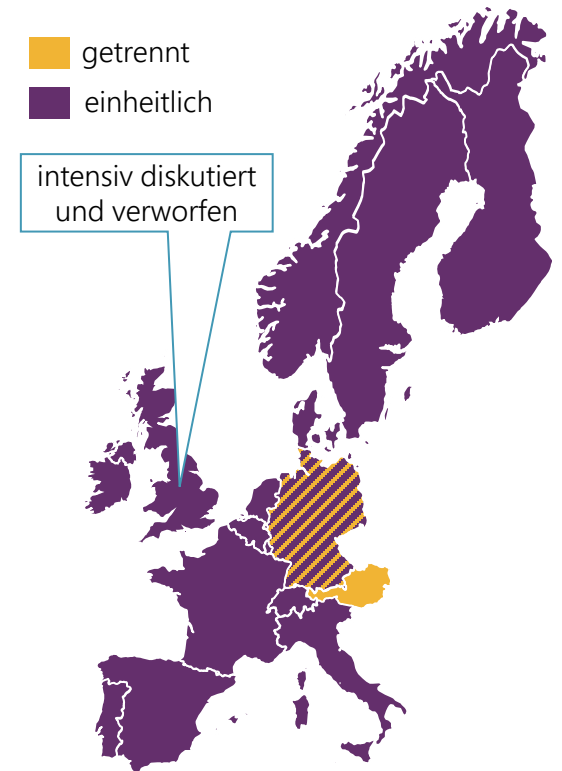 getrennt
einheitlich
intensiv diskutiert
und verworfen